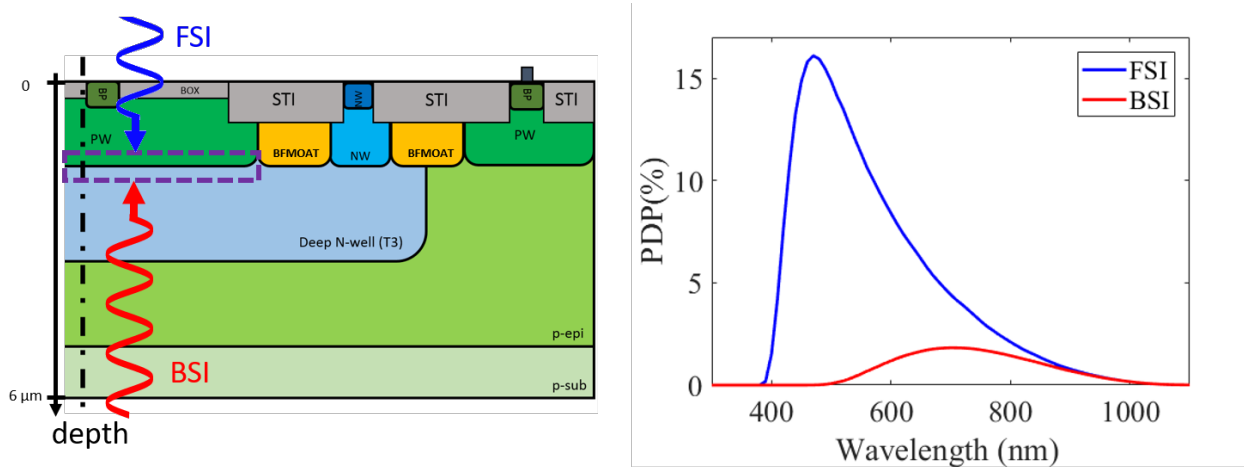 FSI
0
BP
BOX
STI
NW
STI
BP
STI
PW
BFMOAT
NW
BFMOAT
PW
Deep N-well (T3)
p-epi
BSI
p-sub
6 μm
depth
FSI
BSI
15
10
5
0
PDP(%)
400
600
800
1000
Wavelength (nm)